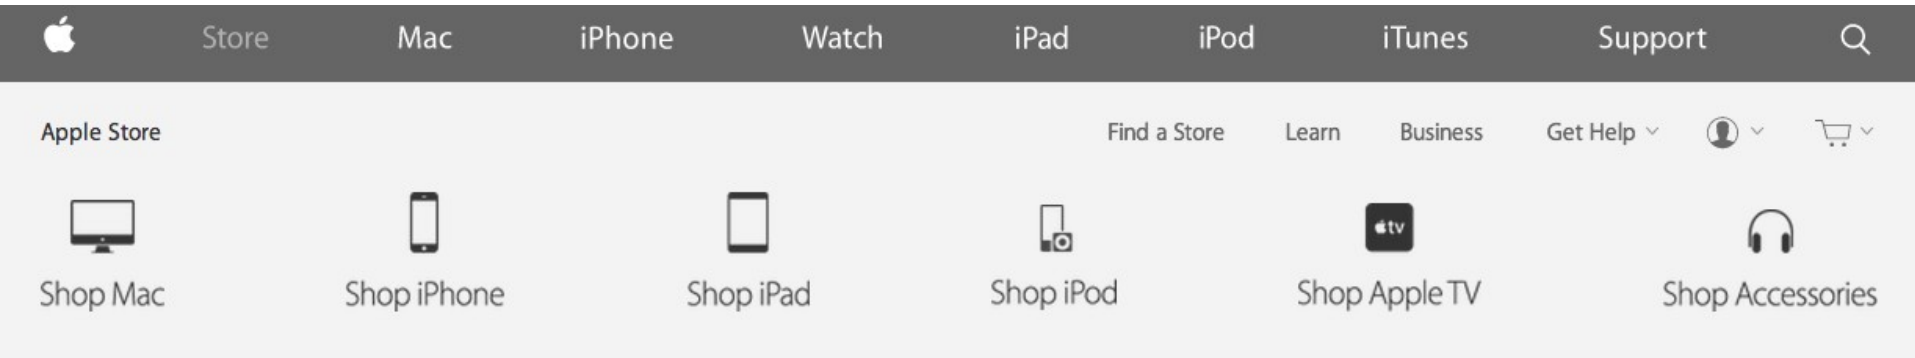 Store Mac iPhone Watch iPad iPod iTunes Support
Apple Store Find a Store Learn Business Get Help
tv
Shop Mac Shop iPhone Shop iPad Shop iPod Shop Apple TV Shop Accessories